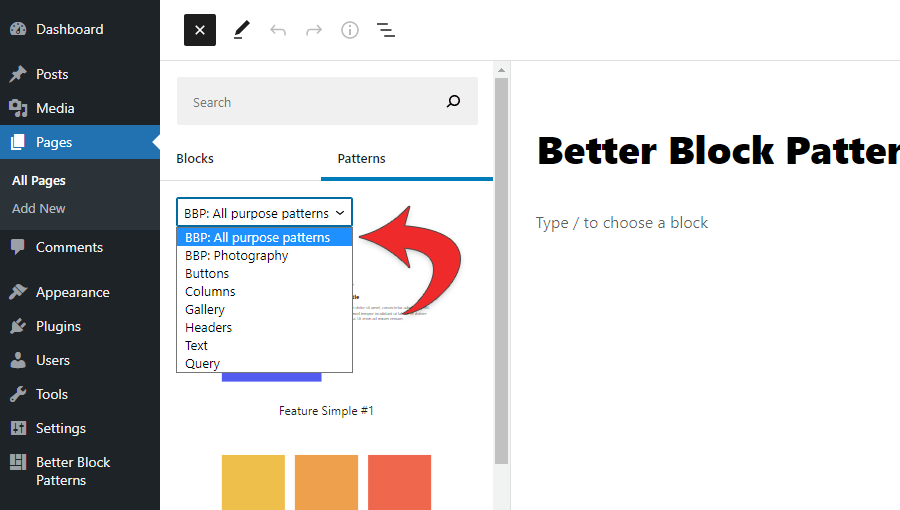 Dashboard
Posts
Media
Pages
All Pages
Add New
Comments
Appearance
Plugins
Users
Tools
Settings
Better Block
Patterns
Search
Blocks
Patterns
BBP: All purpose patterns
BBP: All purpose patterns
BBP: Photography
Buttons
Columns
Gallery
Headers
Text
Query
Feature Simple #1
Better Block Patter
Type / to choose a block